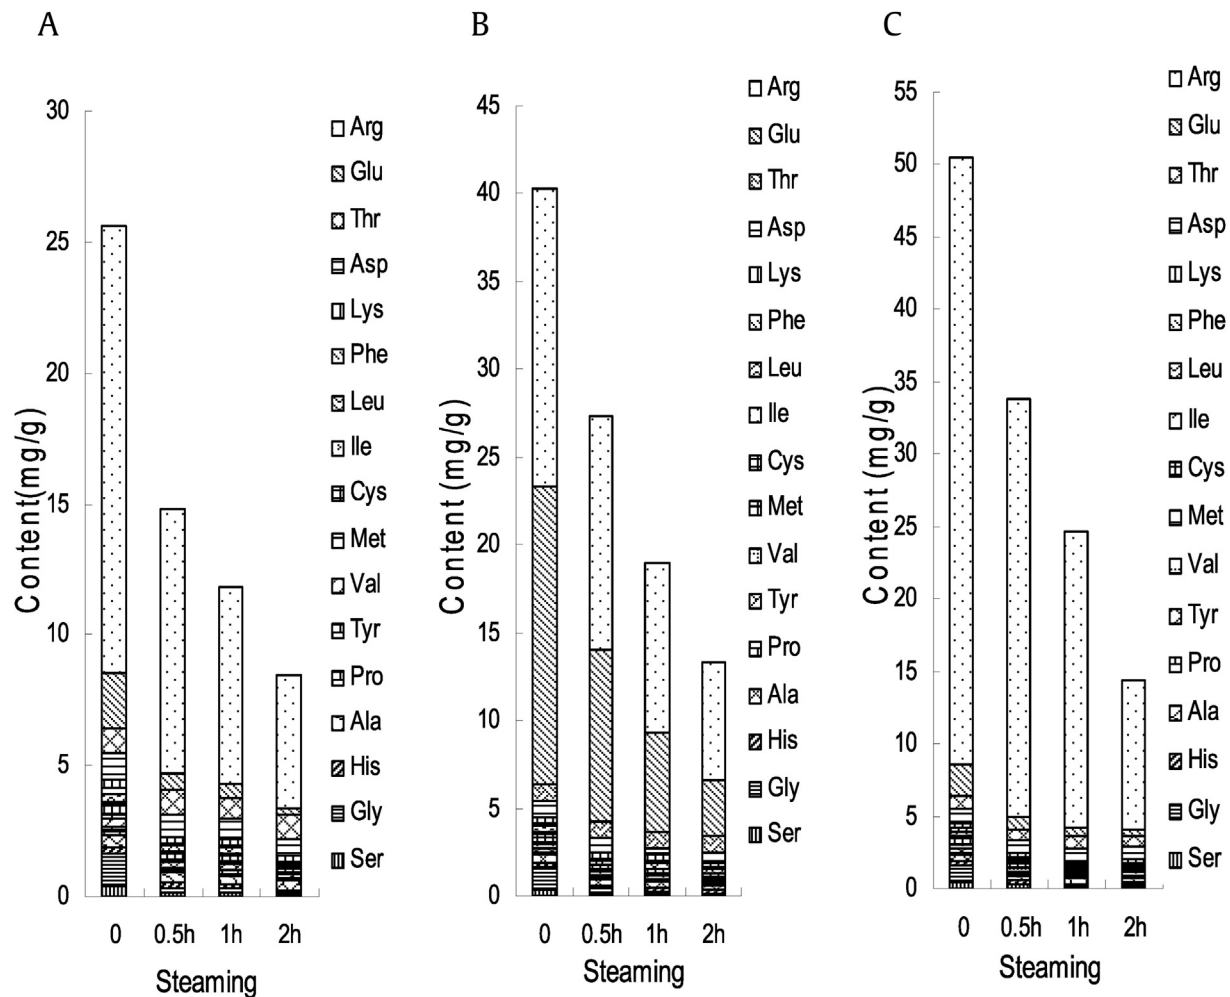 A
Content(mg/g)
30
25
20
15
10
5
0
0 0.5h 1h 2h
Steaming
Arg
Glu
Thr
Asp
Lys
Phe
Leu
Ile
Cys
Met
Val
Tyr
Pro
Ala
His
Gly
Ser
B
Content (mg/g)
45
40
35
30
25
20
15
10
5
0
0 0.5h 1h 2h
Steaming
Arg
Glu
Thr
Asp
Lys
Phe
Leu
Ile
Cys
Met
Val
Tyr
Pro
Ala
His
Gly
Ser
C
Content (mg/g)
55
50
45
40
35
30
25
20
15
10
5
0
0 0.5h 1h 2h
Steaming
Arg
Glu
Thr
Asp
Lys
Phe
Leu
Ile
Cys
Met
Val
Tyr
Pro
Ala
His
Gly
Ser